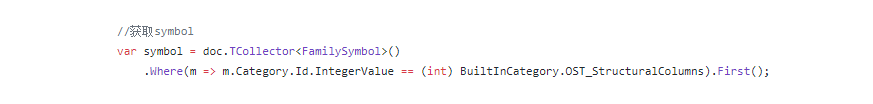 //获取symbol
var symbol = doc.TCollector<FamilySymbol>()
.Where(m => m.Category.Id.IntegerValue == (int) BuiltInCategory.OST_StructuralColumns).First();